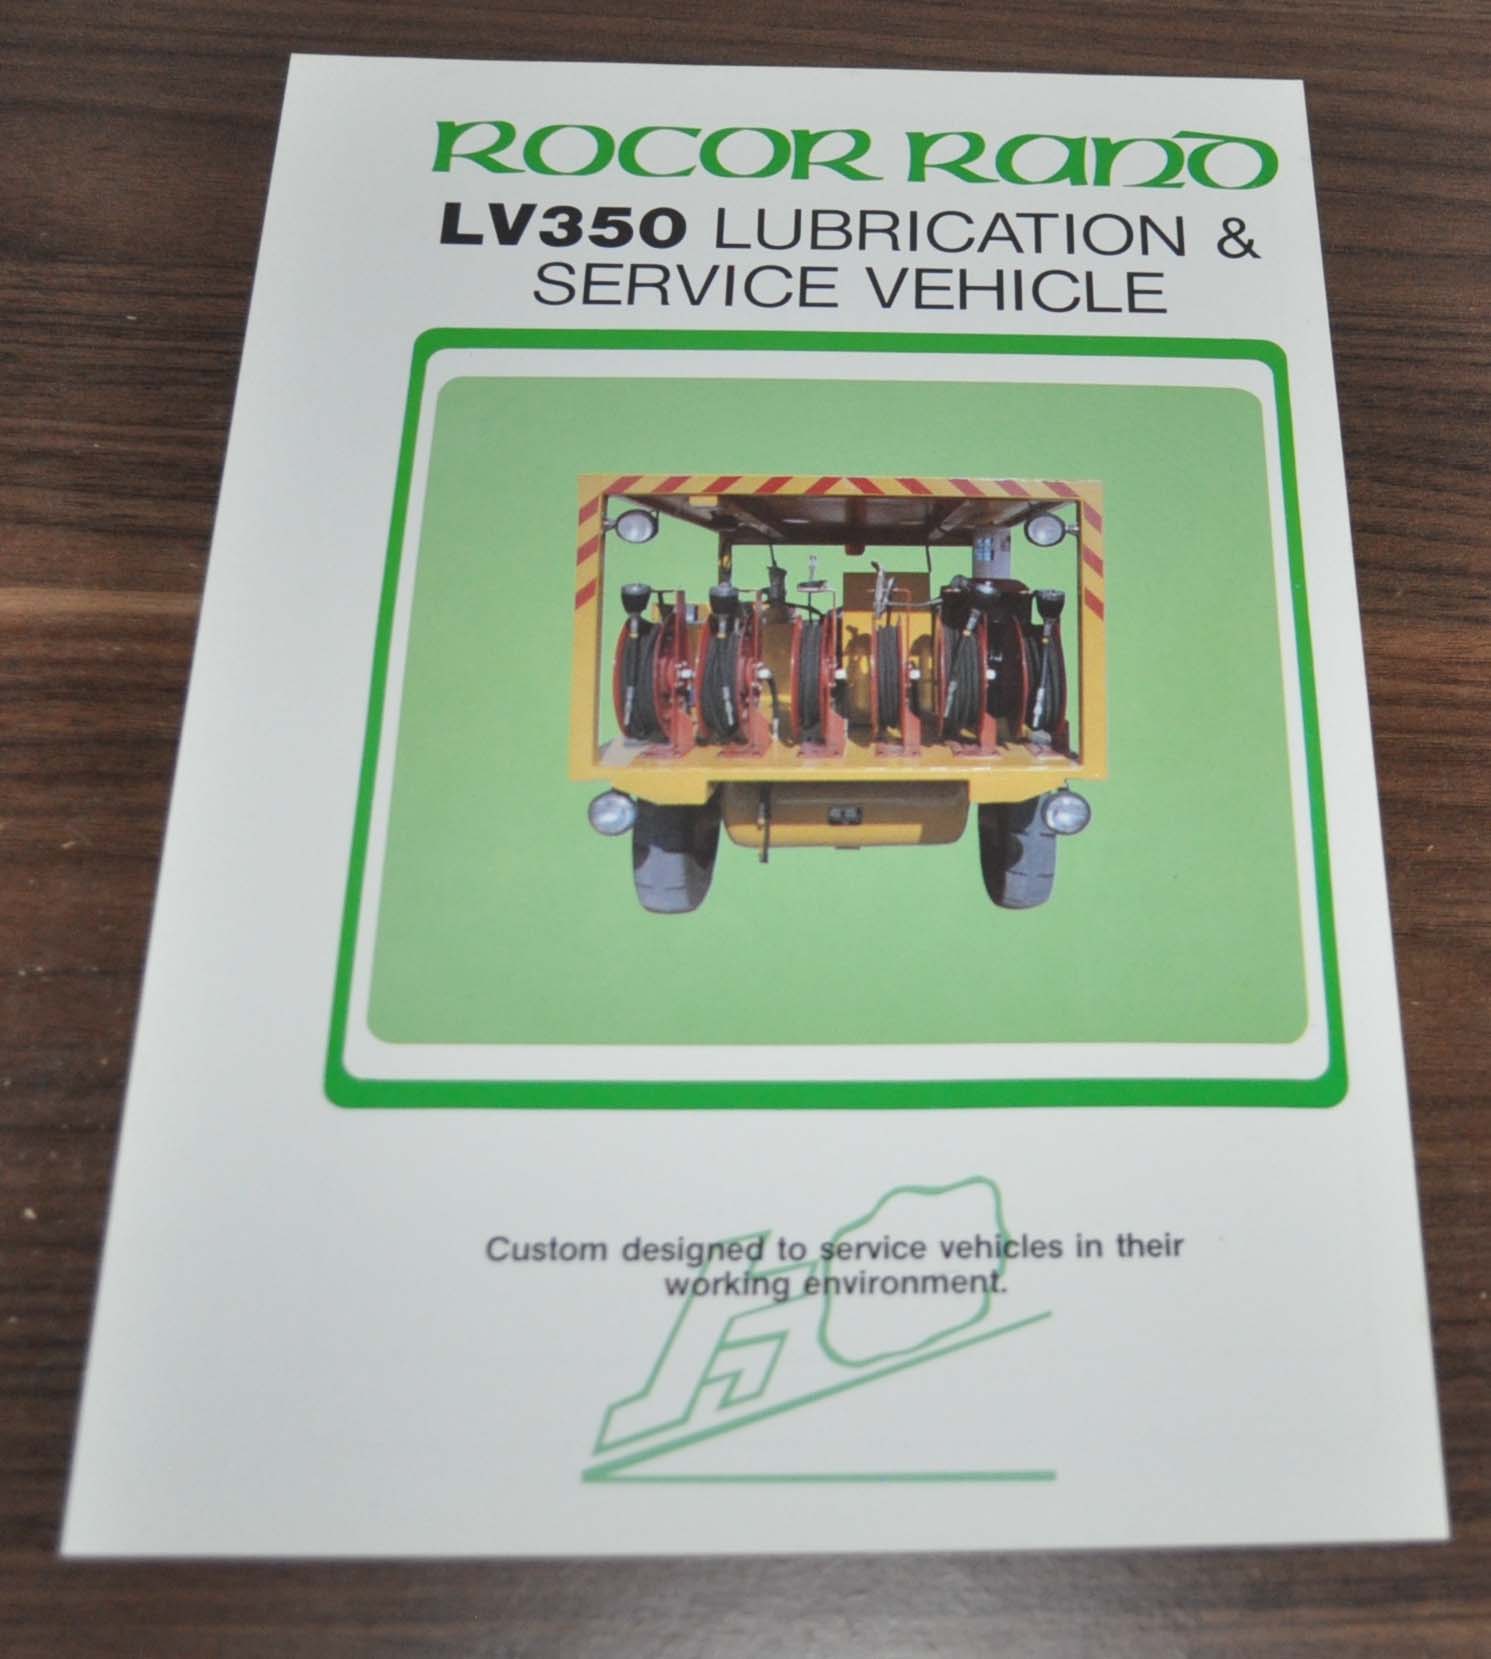 ROCOR RAND
LV350 LUBRICATION &
SERVICE VEHICLE
Custom designed to service vehicles in their
working environment.